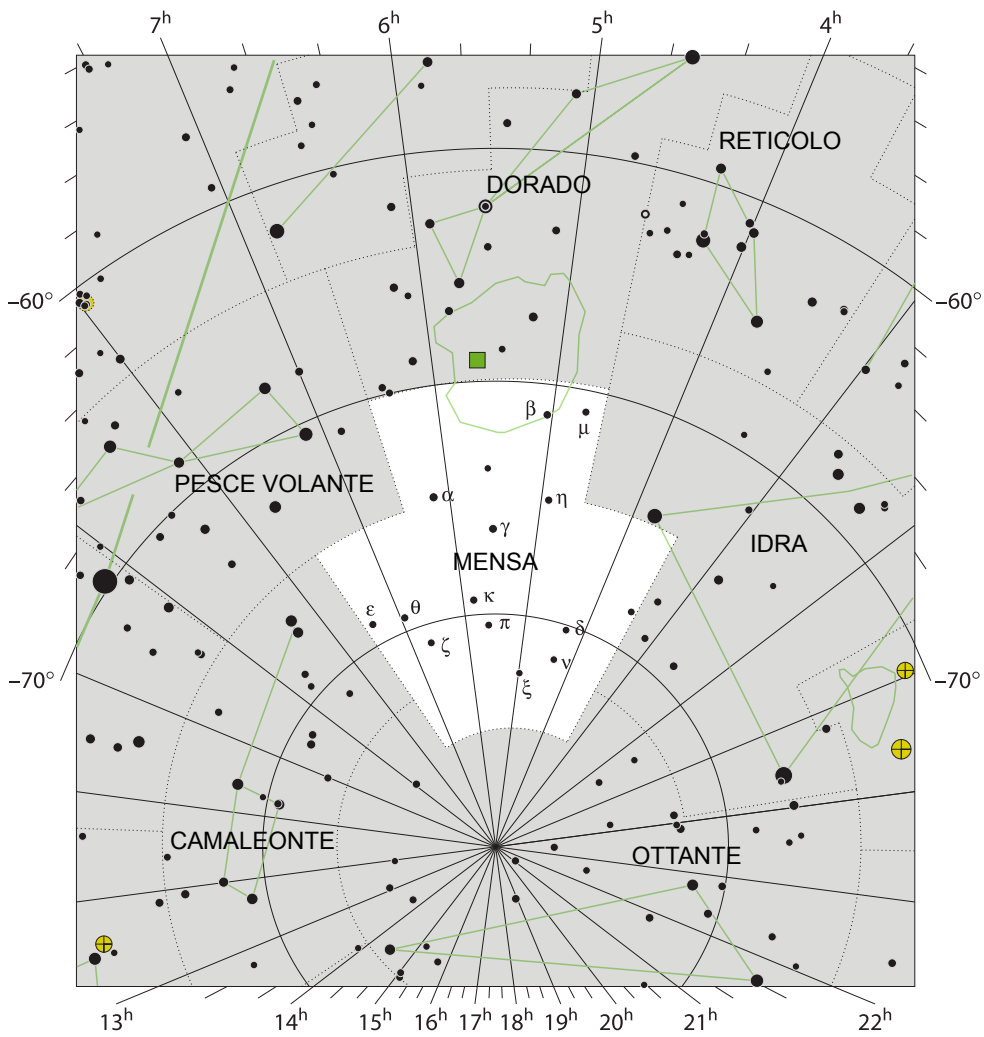 7h 6h 5h 4h
RETICOLO
DORADO
−60° −60°
β
μ
PESCE VOLANTE
α η
γ
IDRA
MENSA
κ
ε θ
π δ
ζ
ν
−70° ξ −70°
CAMALEONTE
OTTANTE
13h 14h 15h 16h 17h 18h 19h 20h 21h 22h